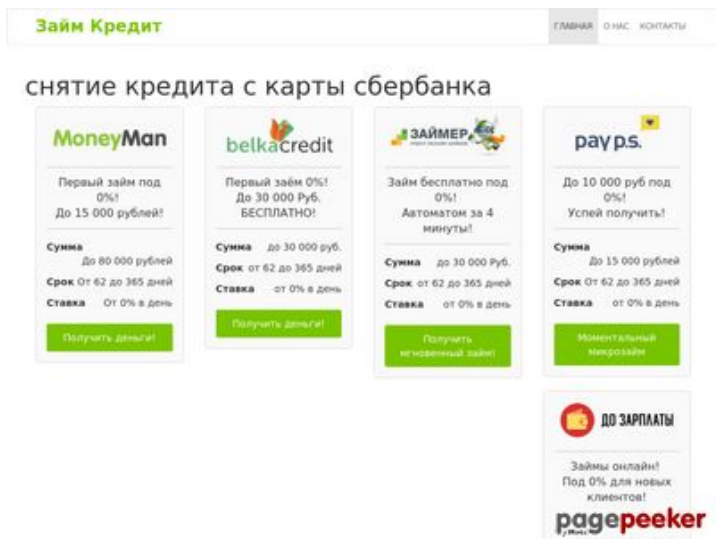 Займ Кредит
ГЛАВНАЯ О НАС. КОНТАКТЫ
снятие кредита с карты сбербанка
MoneyMan
Первый займ под
0%!
До 15 000 рублей!
Сумма
До 80 000 рублей
Срок От 62 до 365 дней
Ставка От 0% в день
Получить деньги!
belkacredit
Первый заём 0%!
До 30 000 Руб.
БЕСПЛАТНО!
Сумма до 30 000 руб.
Срок от 62 до 365 дней
Ставка от 0% в день
Получить деньги!
ЗАЙМЕР
Займ бесплатно под
0%!
Автоматом за 4
минуты!
Сумма до 30 000 Руб.
Срок от 62 до 365 дней
Ставка от 0% в день
Получить
мгновенный займ!
pay p.s.
До 10 000 руб под
0%!
Успей получить!
Сумма
До 15 000 рублей
Срок От 62 до 365 дней
Ставка от 0% в день
Моментальный
микрозайм
ДО ЗАРПЛАТЫ
Займы онлайн!
Под 0% для новых
клиентов!
pagepeeker